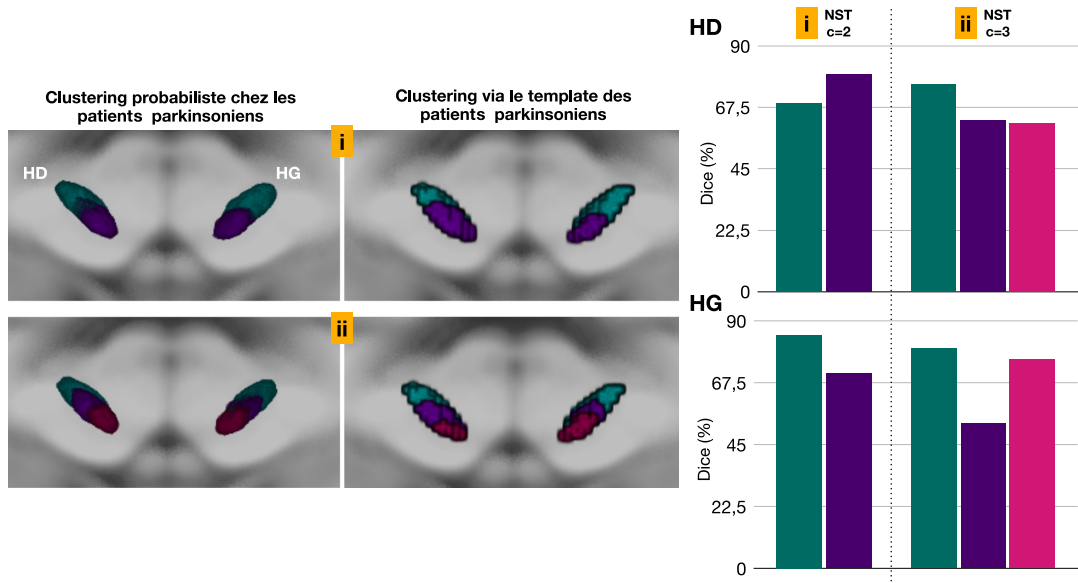 Clustering probabiliste chez les
patients parkinsoniens
Clustering via le template des
patients parkinsoniens
i
HD
HG
ii
HD
i
NST
c=2
ii
NST
c=3
90
67,5
45
22,5
0
Dice (%)
HG
90
67,5
45
22,5
0
Dice (%)